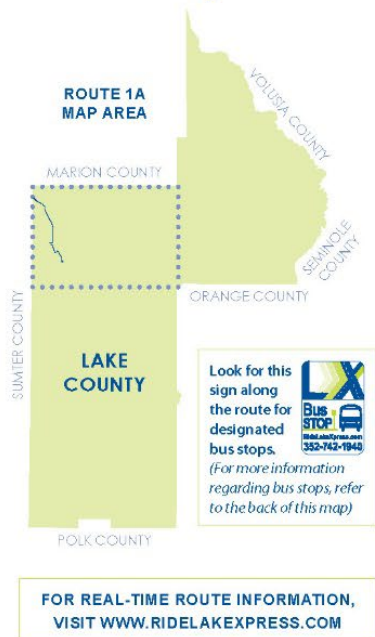 ROUTE 1A
MAP AREA
VOLUSIA COUNTY
MARION COUNTY
SEMINOLE
COUNTY
ORANGE COUNTY
SUMTER COUNTY
LAKE
COUNTY
Look for this
sign along
the route for
designated
bus stops.
(For more information
regarding bus stops, refer
to the back of this map)
LX
BUS
STOP
RideLakeXpress.com
352-742-1940
POLK COUNTY
FOR REAL-TIME ROUTE INFORMATION,
VISIT WWW.RIDELAKEXPRESS.COM